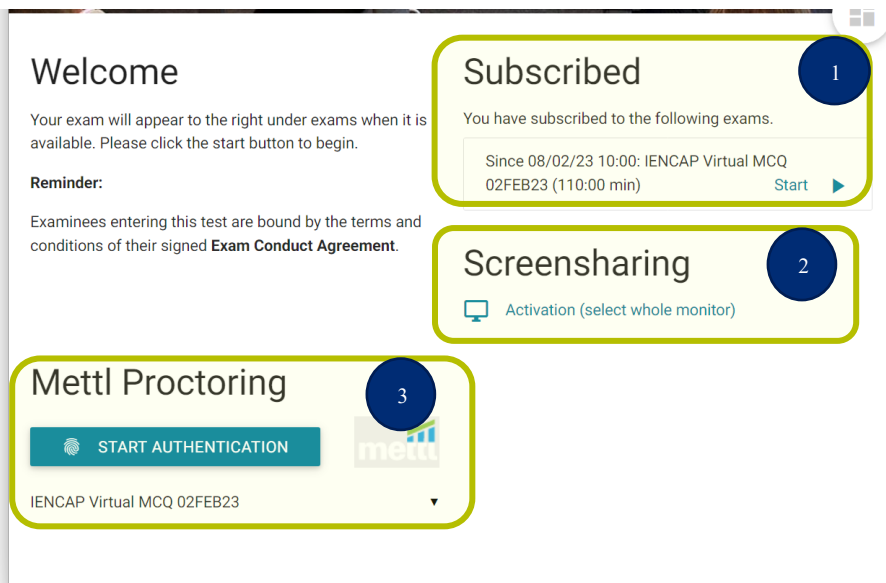 Welcome
Your exam will appear to the right under exams when it is
available. Please click the start button to begin.
Reminder:
Examinees entering this test are bound by the terms and
conditions of their signed Exam Conduct Agreement.
Subscribed
1
You have subscribed to the following exams.
Since 08/02/23 10:00: IENCAP Virtual MCQ
02FEB23 (110:00 min)
Start
Screensharing
2
Activation (select whole monitor)
Mettl Proctoring
3
START AUTHENTICATION
mettl
IENCAP Virtual MCQ 02FEB23